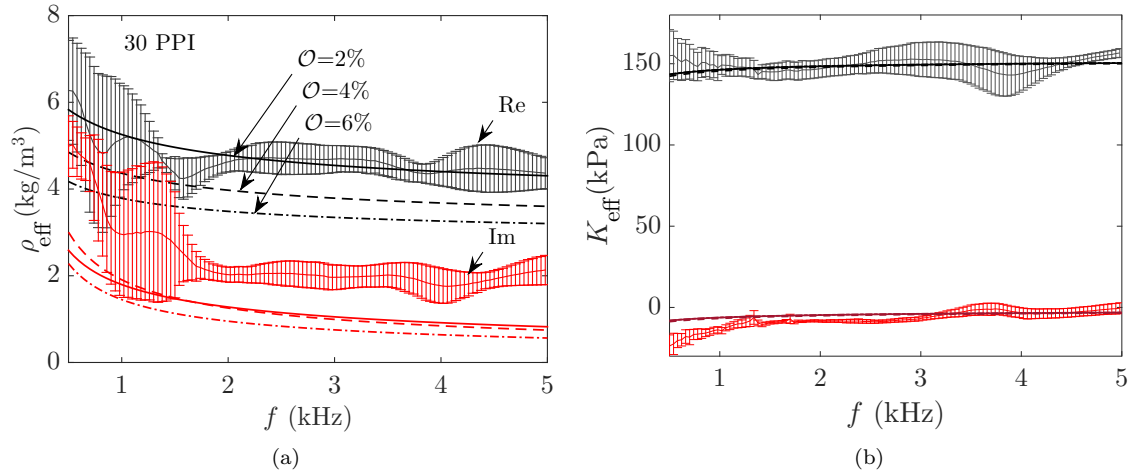 8
6
4
2
0
30 PPI
𝒪=2%
𝒪=4%
𝒪=6%
Re
Im
ρeff(kg/m³)
1 2 3 4 5
f (kHz)
(a)
150
100
50
0
Keff(kPa)
1 2 3 4 5
f (kHz)
(b)